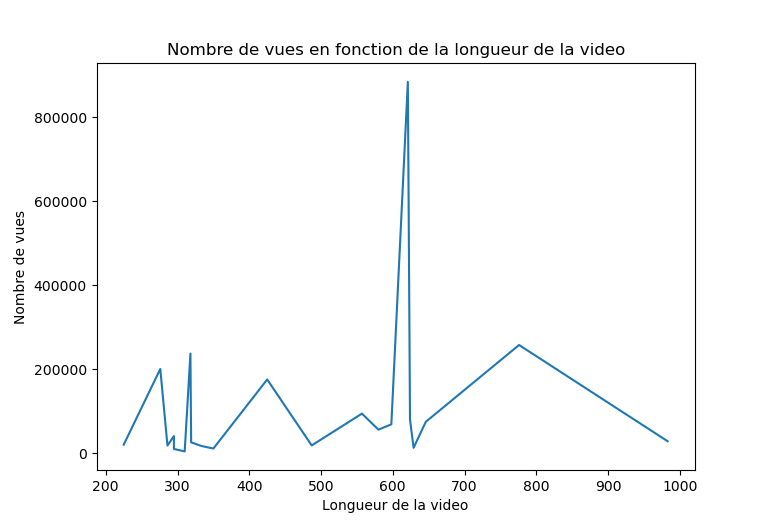 Nombre de vues en fonction de la longueur de la video
800000
600000
400000
200000
0
Nombre de vues
200 300 400 500 600 700 800 900 1000
Longueur de la video